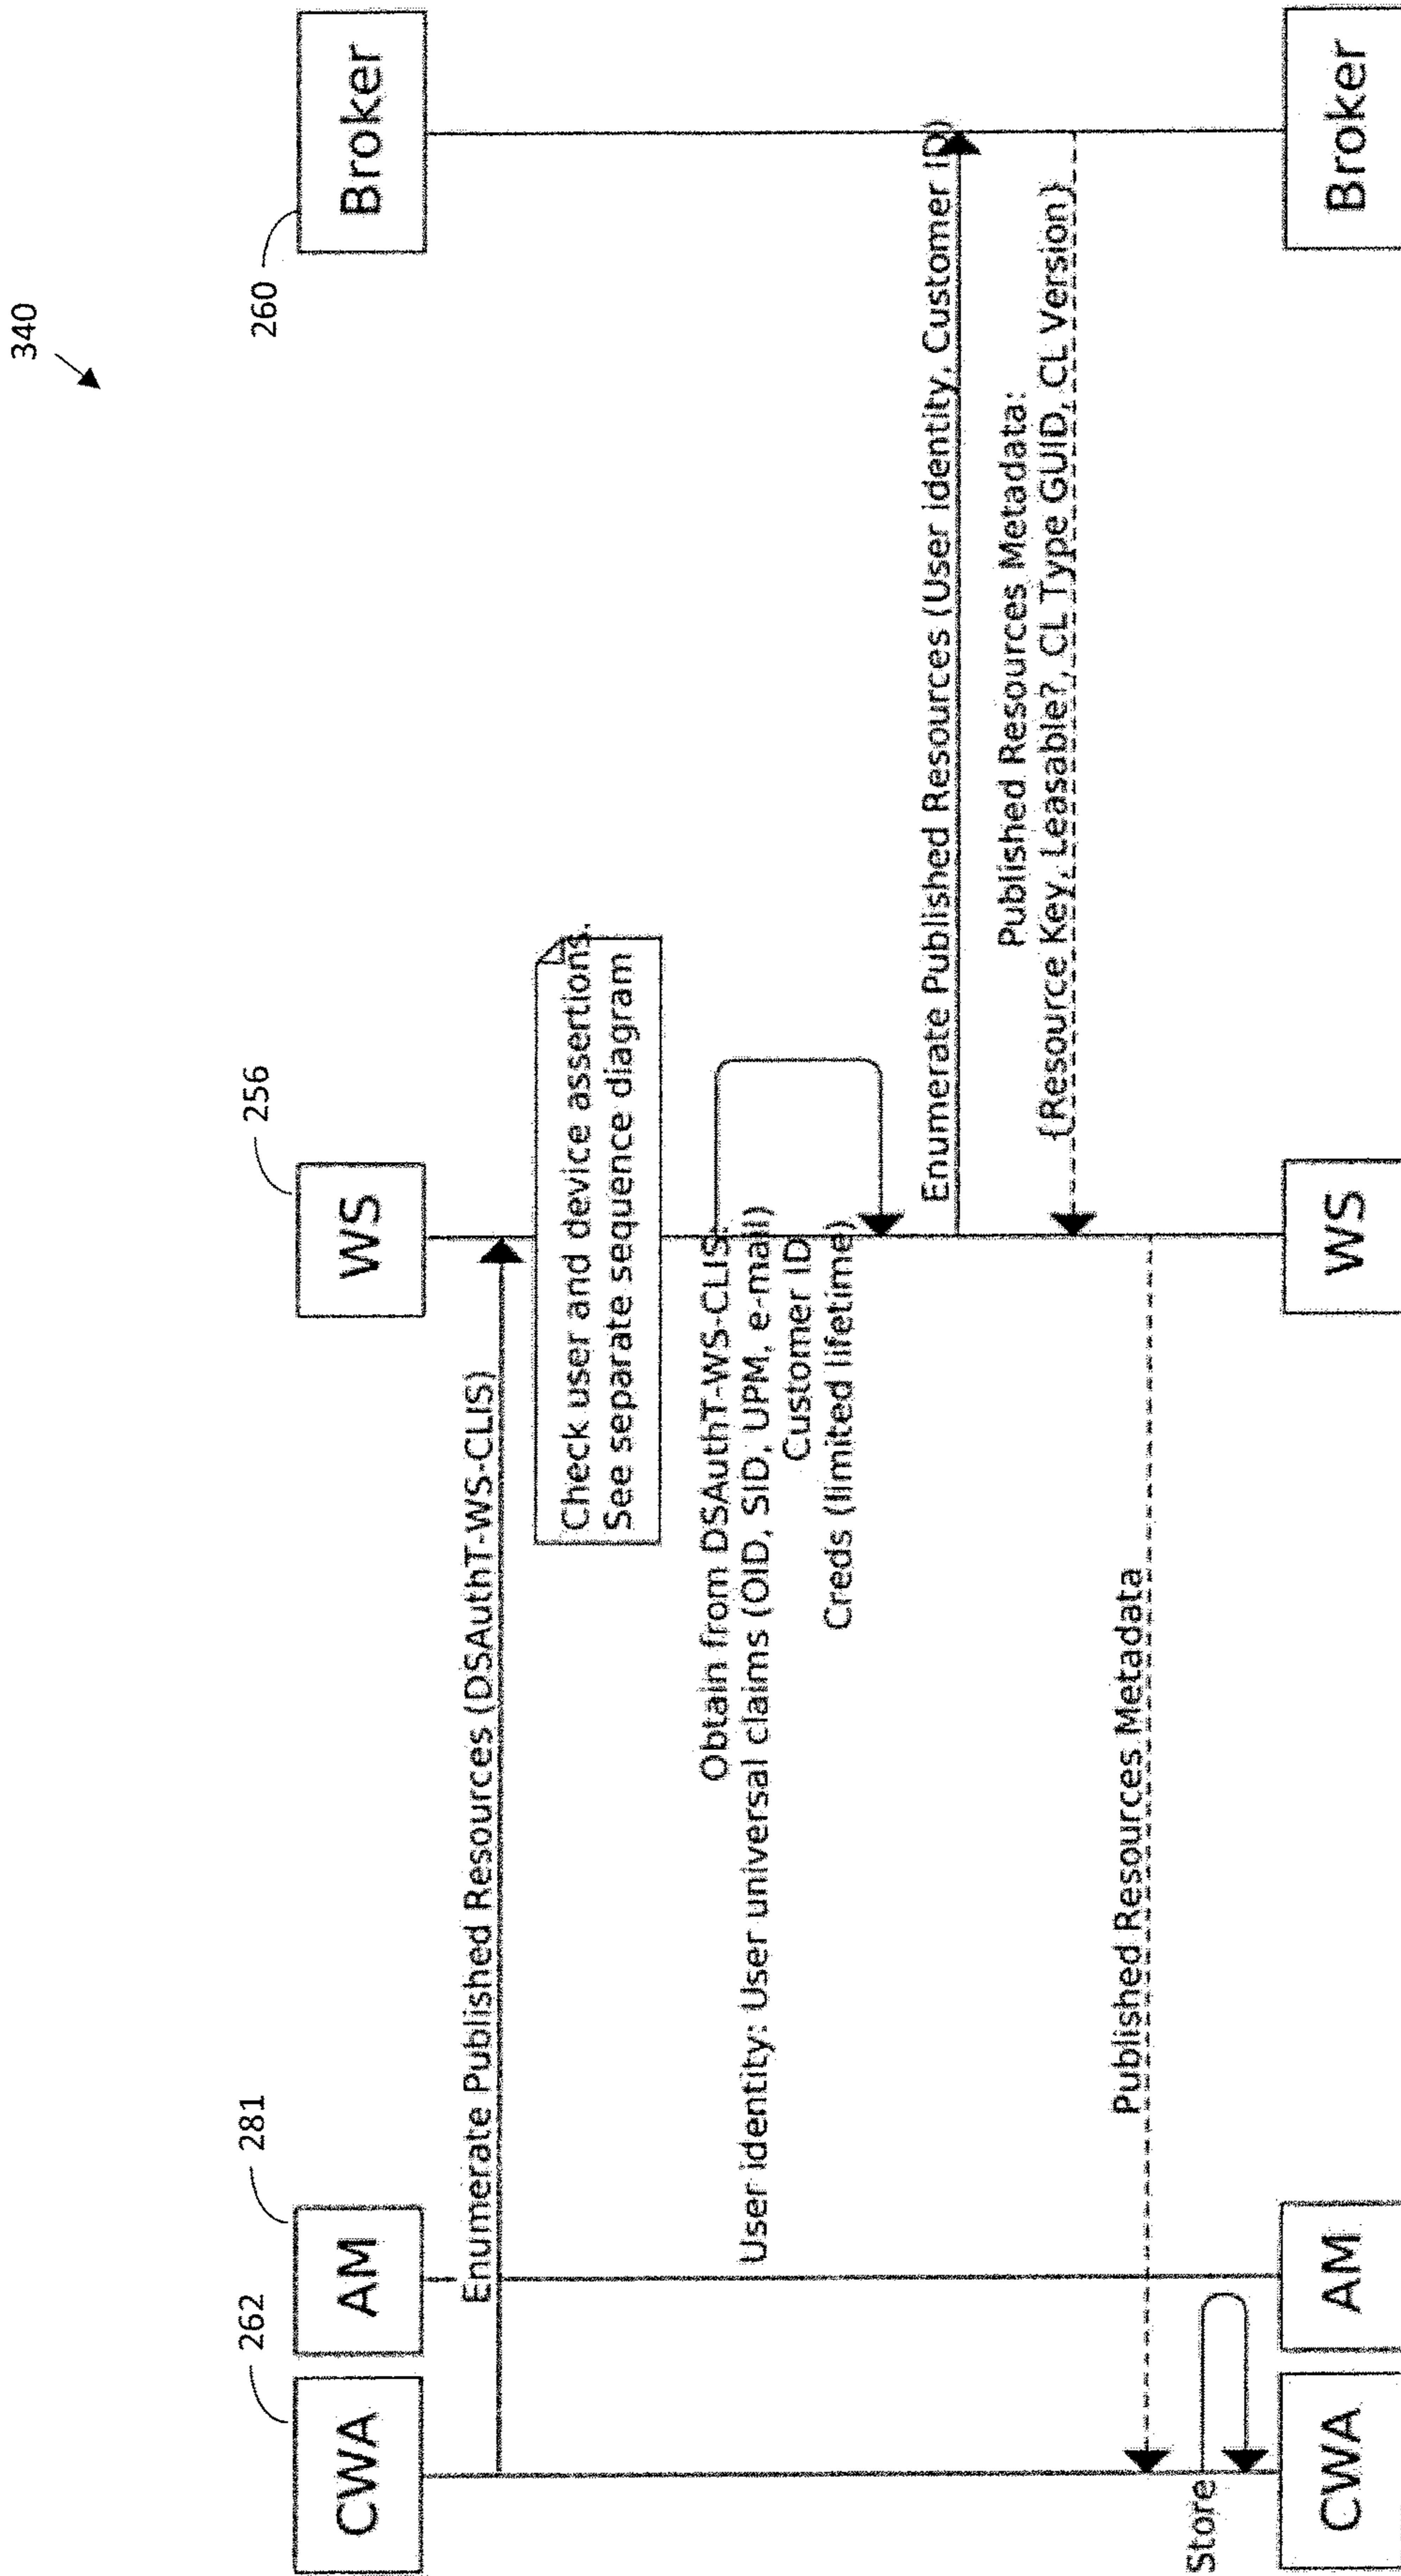 340
262
281
256
260
CWA
AM
WS
Broker
Enumerate Published Resources (DSAuthT-WS-CLIS)
Check user and device assertions.
See separate sequence diagram
Obtain from DSAuthT-WS-CLIS:
User identity: User universal claims (OID, SID, UPM, e-mail)
Customer ID
Creds (limited lifetime)
Enumerate Published Resources (User identity, Customer ID)
Published Resources Metadata:
{Resource Key, Leasable?, CL Type GUID, CL Version}
Published Resources Metadata
Store
CWA
AM
WS
Broker